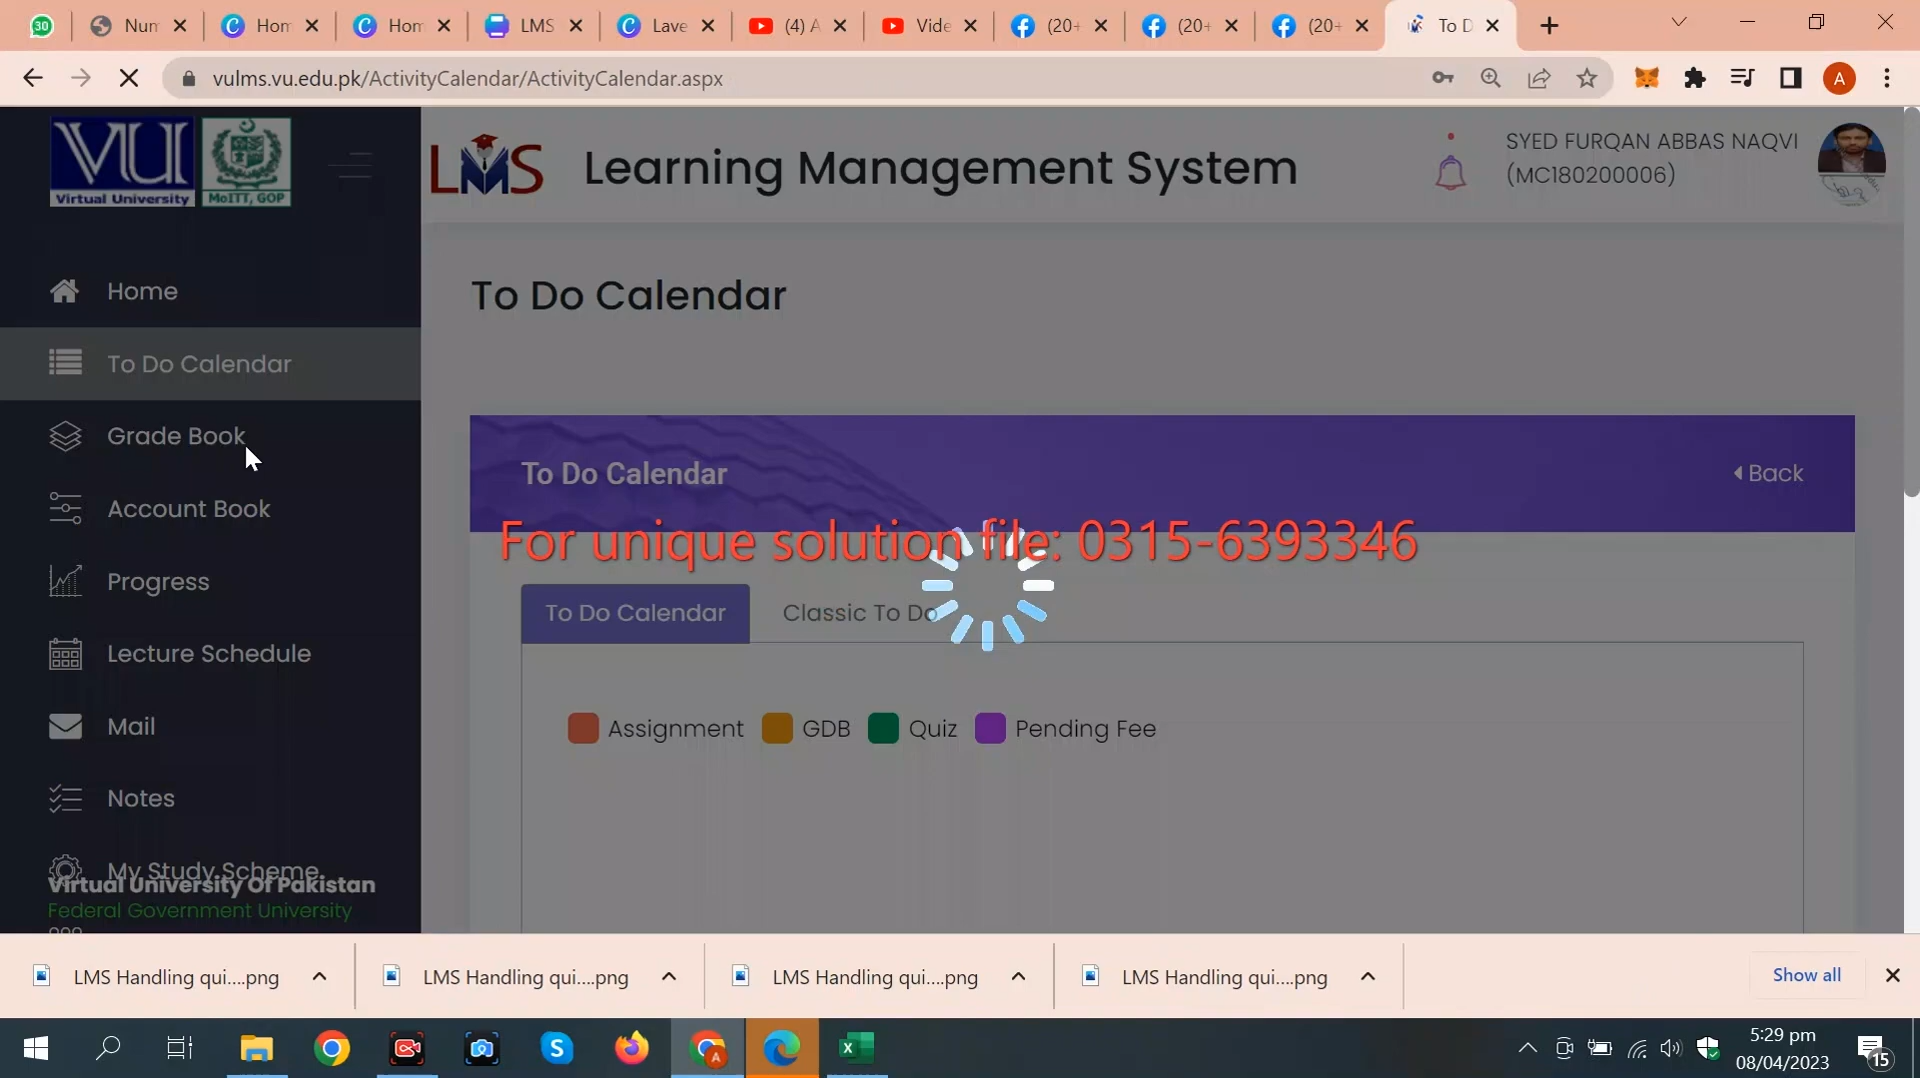 30
Num
Hom
Hom
LMS
Lave
(4) A
Vide
(20+
(20+
(20+
To D
vulms.vu.edu.pk/ActivityCalendar/ActivityCalendar.aspx
A
VU
Virtual University
MoITT, GOP
LMS
Learning Management System
SYED FURQAN ABBAS NAQVI
(MC180200006)
Home
To Do Calendar
Grade Book
Account Book
Progress
Lecture Schedule
Mail
Notes
My Study Scheme
Virtual University Of Pakistan
Federal Government University
To Do Calendar
To Do Calendar
Back
For unique solution file: 0315-6393346
To Do Calendar
Classic To Do
Assignment
GDB
Quiz
Pending Fee
LMS Handling qui....png
LMS Handling qui....png
LMS Handling qui....png
LMS Handling qui....png
Show all
5:29 pm
08/04/2023
15